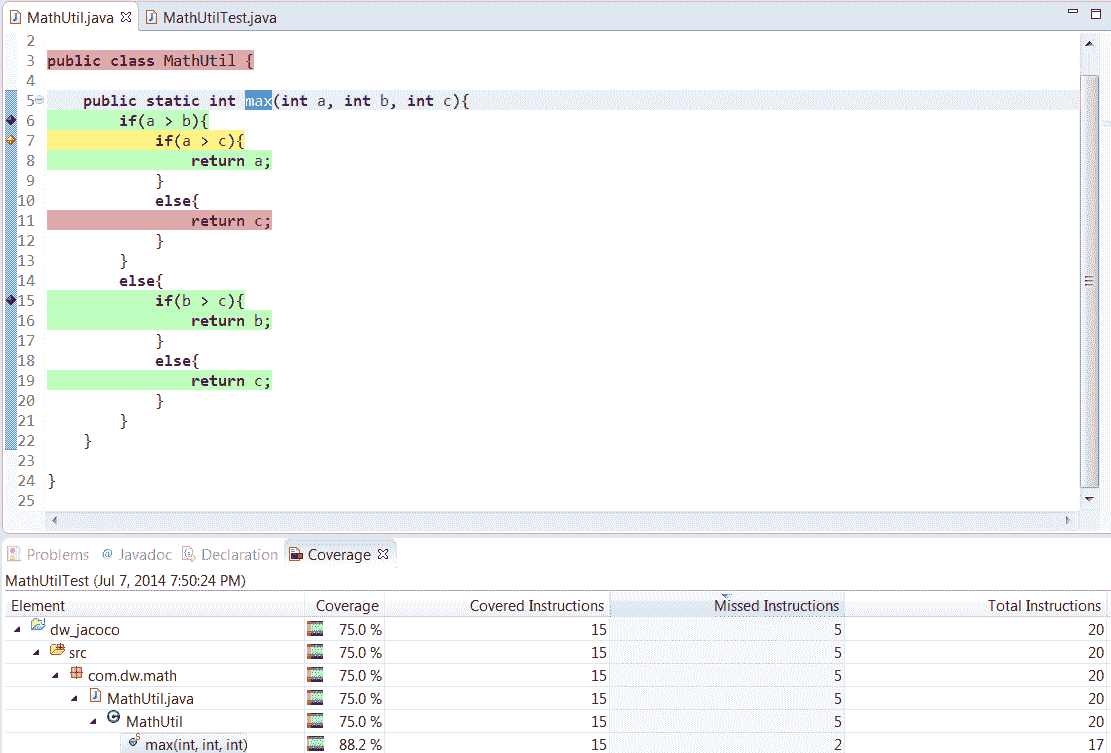 MathUtil.java MathUtilTest.java
2
3 public class MathUtil {
4
5 public static int max(int a, int b, int c){
6 if(a > b){
7 if(a > c){
8 return a;
9 }
10 else{
11 return c;
12 }
13 }
14 else{
15 if(b > c){
16 return b;
17 }
18 else{
19 return c;
20 }
21 }
22 }
23
24 }
25
Problems @ Javadoc Declaration Coverage
MathUtilTest (Jul 7, 2014 7:50:24 PM)
Element Coverage Covered Instructions Missed Instructions Total Instructions
dw_jacoco 75.0 % 15 5 20
src 75.0 % 15 5 20
com.dw.math 75.0 % 15 5 20
MathUtil.java 75.0 % 15 5 20
MathUtil 75.0 % 15 5 20
max(int, int, int) 88.2 % 15 2 17